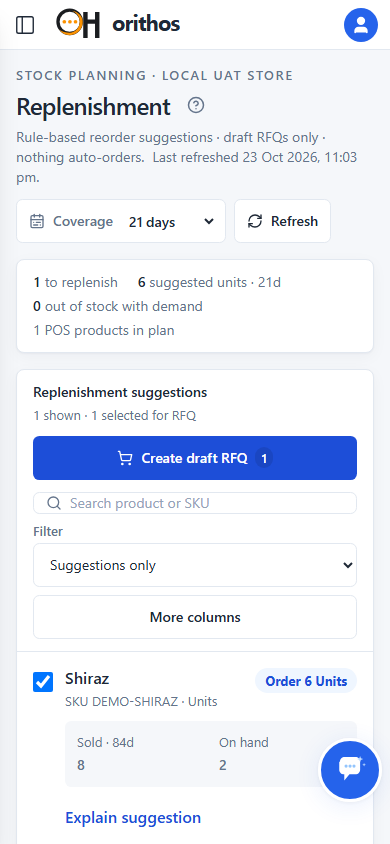 OH orithos
STOCK PLANNING · LOCAL UAT STORE
Replenishment
Rule-based reorder suggestions · draft RFQs only ·
nothing auto-orders. Last refreshed 23 Oct 2026, 11:03
pm.
Coverage 21 days Refresh
1 to replenish 6 suggested units · 21d
0 out of stock with demand
1 POS products in plan
Replenishment suggestions
1 shown · 1 selected for RFQ
Create draft RFQ 1
Search product or SKU
Filter
Suggestions only
More columns
Shiraz Order 6 Units
SKU DEMO-SHIRAZ · Units
Sold · 84d On hand
8 2
Explain suggestion